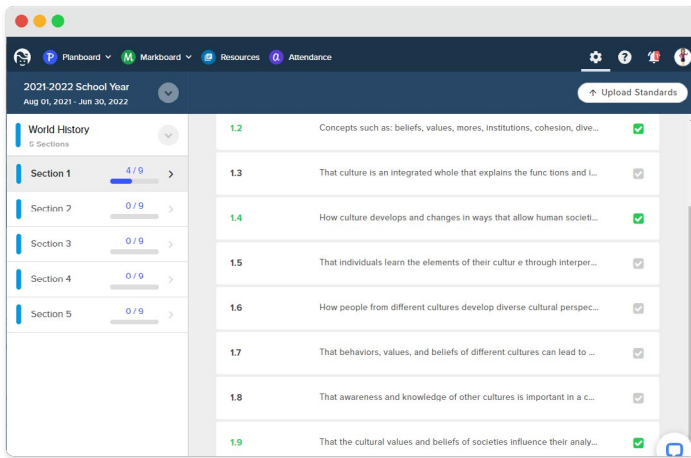 P Planboard M Markboard Resources a Attendance
2021-2022 School Year
Aug 01, 2021 - Jun 30, 2022
Upload Standards
World History
5 Sections
Section 1 4 / 9
Section 2 0 / 9
Section 3 0 / 9
Section 4 0 / 9
Section 5 0 / 9
1.2 Concepts such as: beliefs, values, mores, institutions, cohesion, dive...
1.3 That culture is an integrated whole that explains the func tions and i...
1.4 How culture develops and changes in ways that allow human societi...
1.5 That individuals learn the elements of their cultur e through interper...
1.6 How people from different cultures develop diverse cultural perspec...
1.7 That behaviors, values, and beliefs of different cultures can lead to ...
1.8 That awareness and knowledge of other cultures is important in a c...
1.9 That the cultural values and beliefs of societies influence their analy...